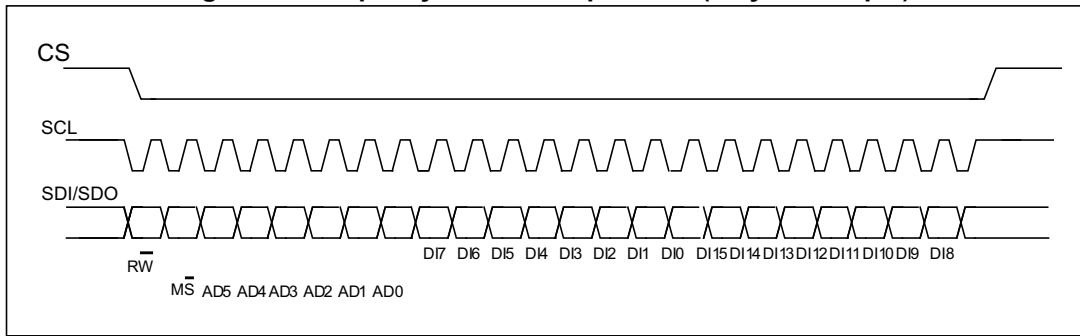 CS
SCL
SDI/SDO
DI7 DI6 DI5 DI4 DI3 DI2 DI1 DI0 DI15 DI14 DI13 DI12 DI11 DI10 DI9 DI8
RW̅
MS̅ AD5 AD4 AD3 AD2 AD1 AD0